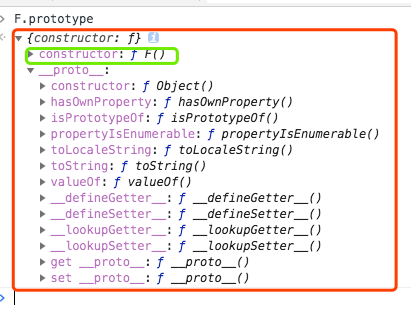 F.prototype
{constructor: ƒ} i
constructor: ƒ F()
__proto__:
constructor: ƒ Object()
hasOwnProperty: ƒ hasOwnProperty()
isPrototypeOf: ƒ isPrototypeOf()
propertyIsEnumerable: ƒ propertyIsEnumerable()
toLocaleString: ƒ toLocaleString()
toString: ƒ toString()
valueOf: ƒ valueOf()
__defineGetter__: ƒ __defineGetter__()
__defineSetter__: ƒ __defineSetter__()
__lookupGetter__: ƒ __lookupGetter__()
__lookupSetter__: ƒ __lookupSetter__()
get __proto__: ƒ __proto__()
set __proto__: ƒ __proto__()